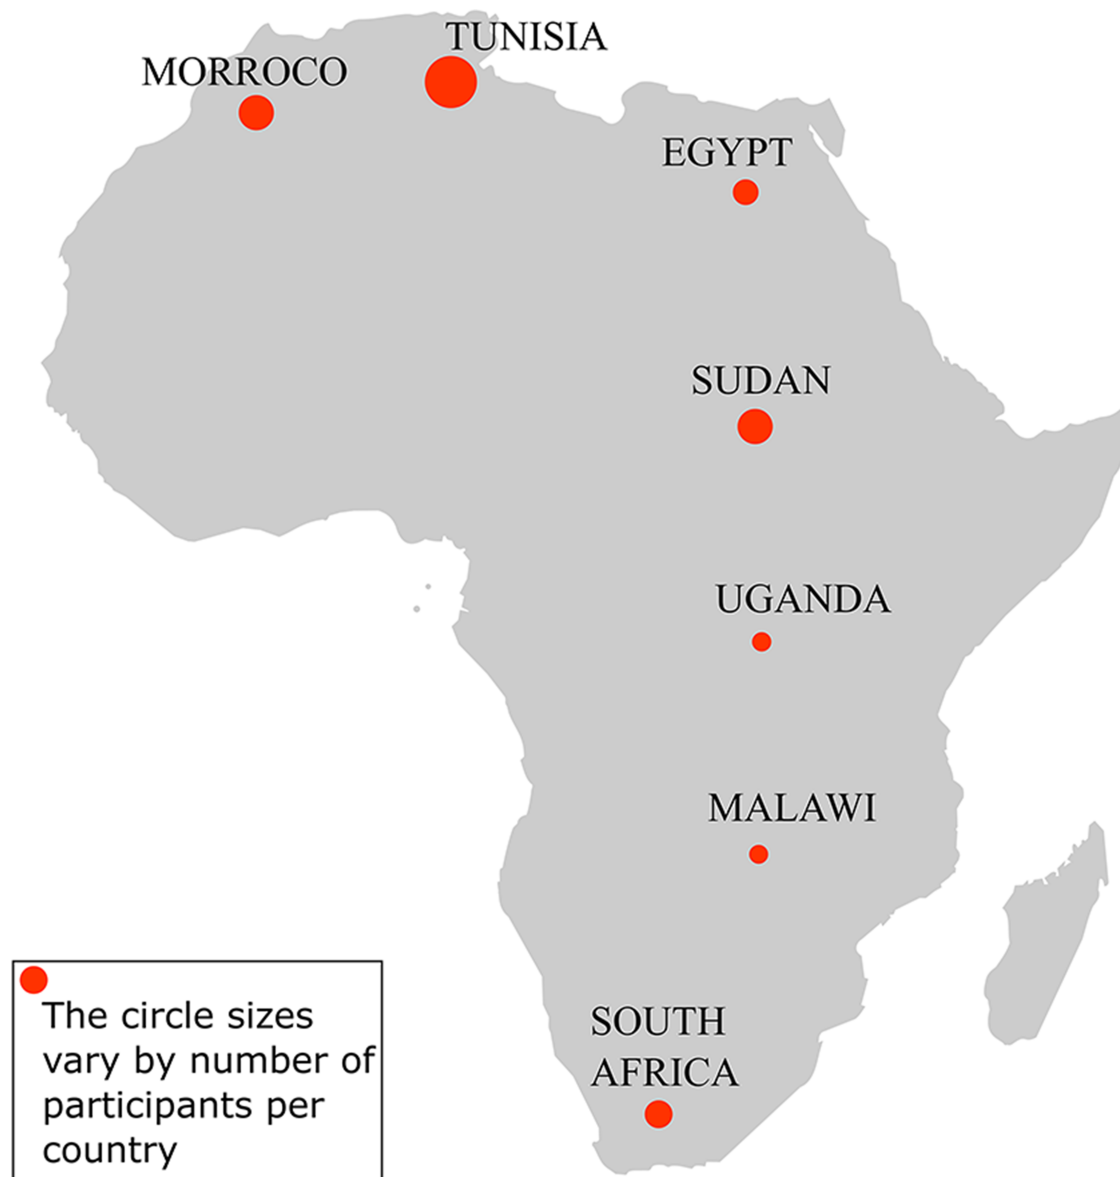 TUNISIA
MORROCO
EGYPT
SUDAN
UGANDA
MALAWI
SOUTH
AFRICA
The circle sizes
vary by number of
participants per
country